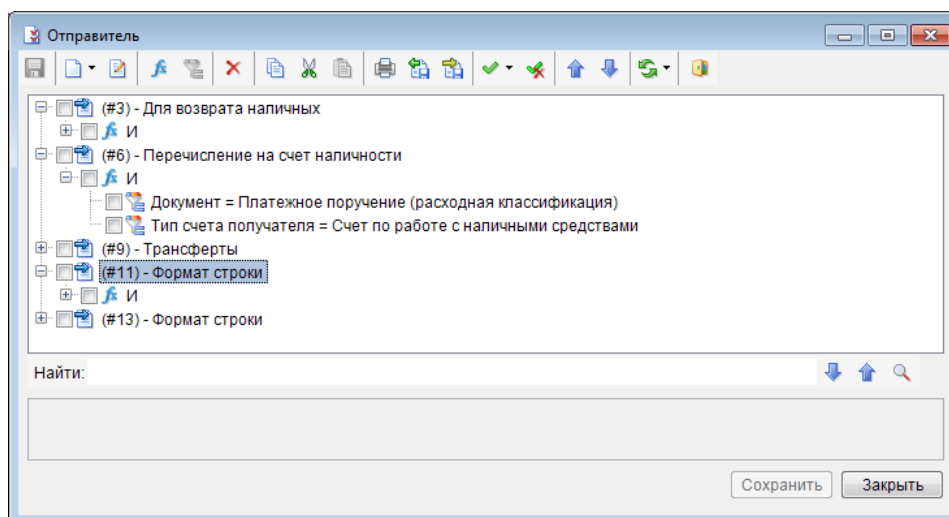 Отправитель
(#3) - Для возврата наличных
И
(#6) - Перечисление на счет наличности
И
Документ = Платежное поручение (расходная классификация)
Тип счета получателя = Счет по работе с наличными средствами
(#9) - Трансферты
(#11) - Формат строки
И
(#13) - Формат строки
Найти:
Сохранить Закрыть